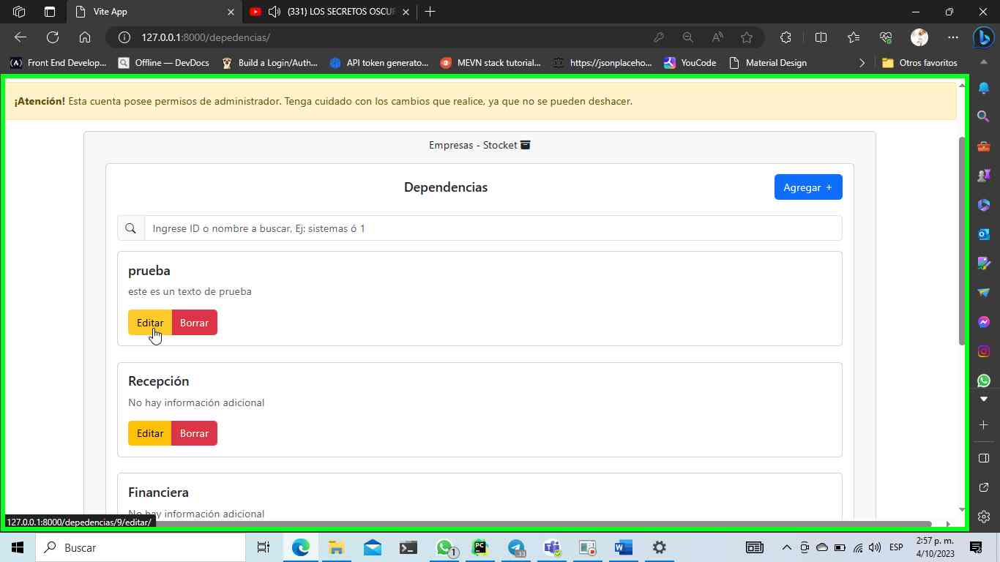 Vite App
(331) LOS SECRETOS OSCUR
127.0.0.1:8000/depedencias/
Front End Develop...
Offline — DevDocs
Build a Login/Auth...
API token generato...
MEVN stack tutorial...
https://jsonplaceho...
YouCode
Material Design
Otros favoritos
¡Atención! Esta cuenta posee permisos de administrador. Tenga cuidado con los cambios que realice, ya que no se pueden deshacer.
Empresas - Stocket
Dependencias
Agregar +
Ingrese ID o nombre a buscar. Ej: sistemas ó 1
prueba
este es un texto de prueba
Editar Borrar
Recepción
No hay información adicional
Editar Borrar
Financiera
No hay información adicional
127.0.0.1:8000/depedencias/9/editar/
Buscar
ESP
2:57 p. m.
4/10/2023